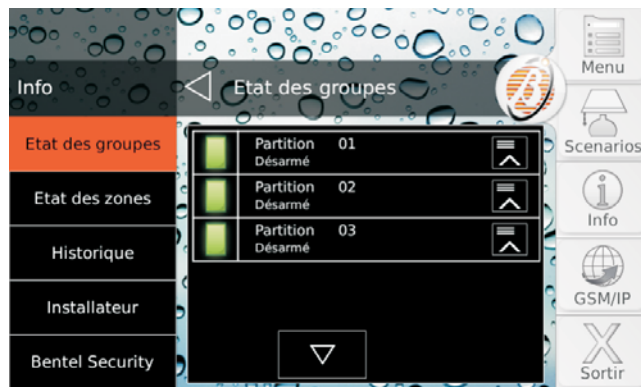 Info
Etat des groupes
Etat des groupes
Etat des zones
Historique
Installateur
Bentel Security
Partition 01
Désarmé
Partition 02
Désarmé
Partition 03
Désarmé
Menu
Scenarios
Info
GSM/IP
Sortir